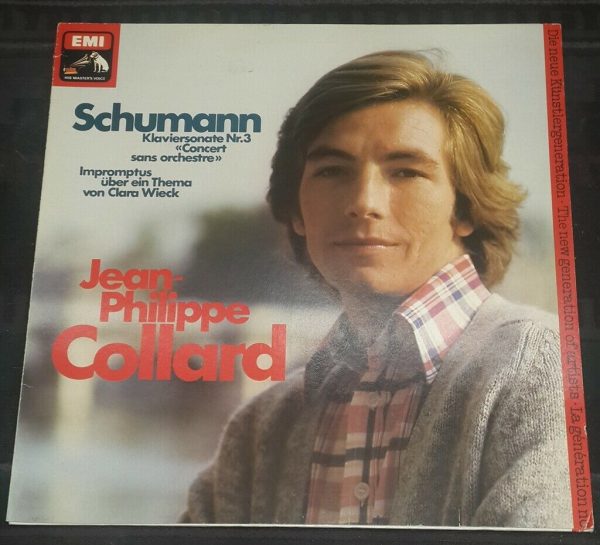 EMI
HIS MASTER'S VOICE
Schumann
Klaviersonate Nr.3
«Concert
sans orchestre»
Impromptus
über ein Thema
von Clara Wieck
Jean-
Philippe
Collard
Die neue Künstlergeneration · The new generation of artists · La génération no